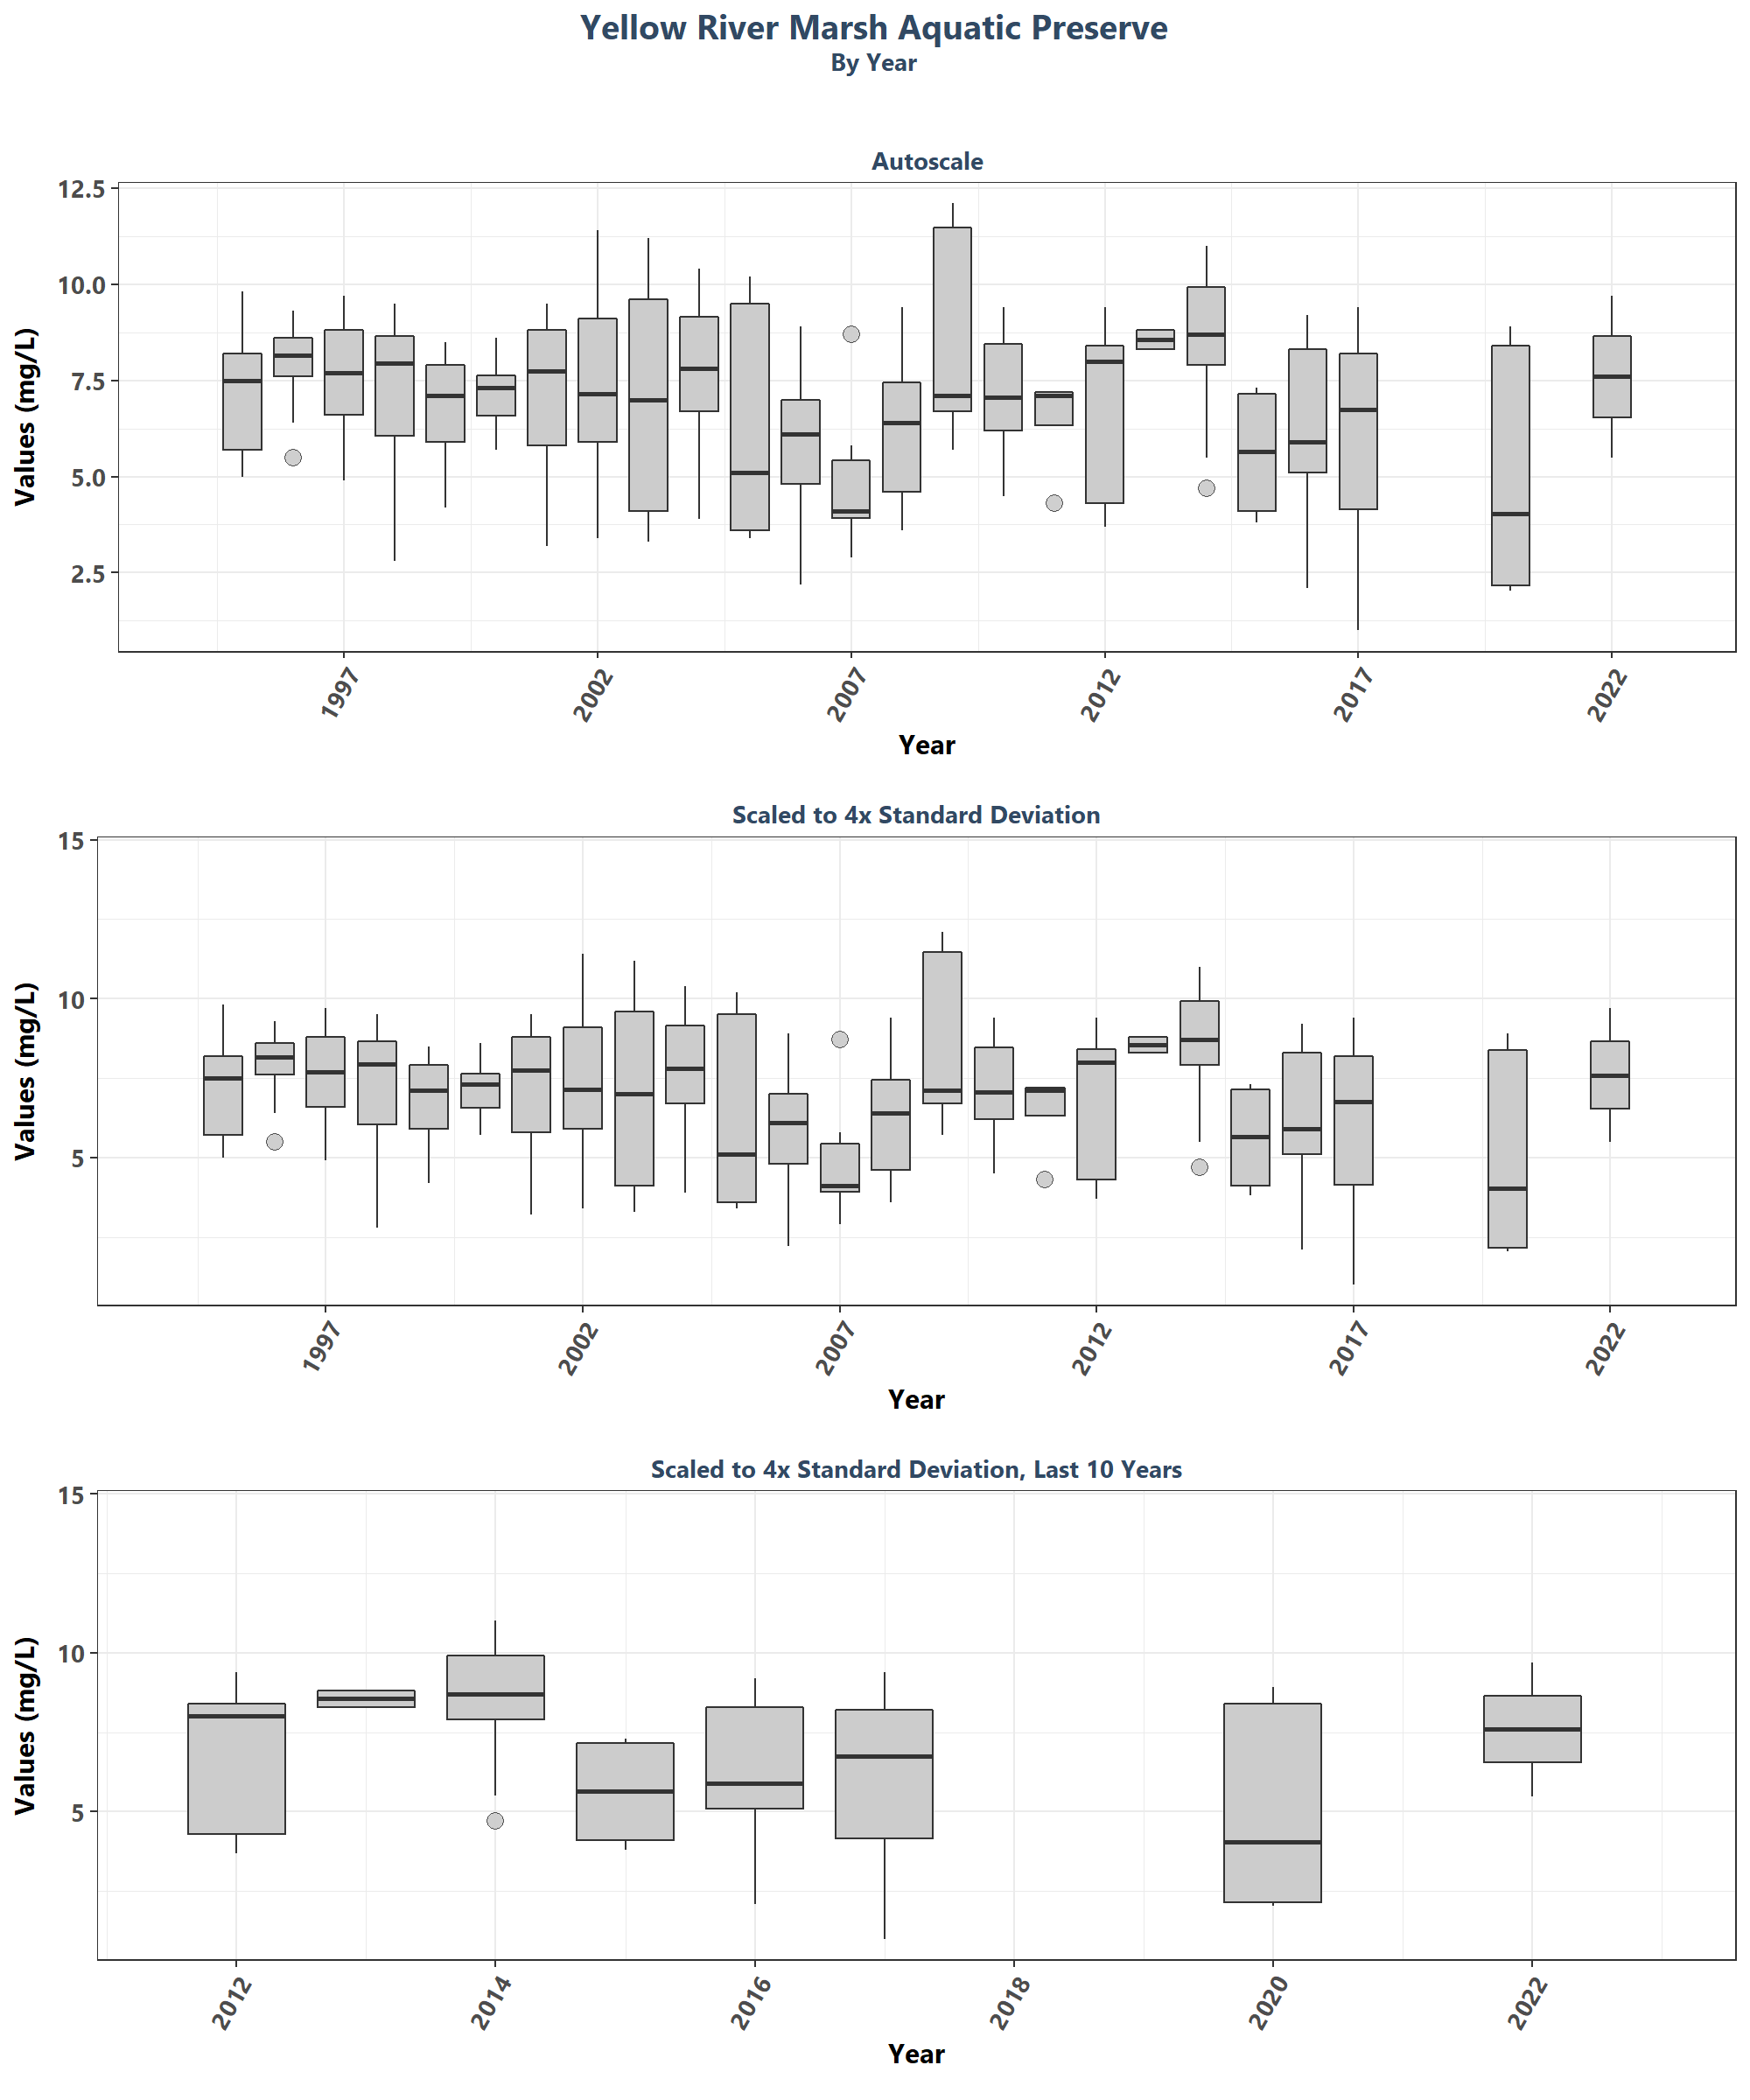 Yellow River Marsh Aquatic Preserve
By Year
Autoscale
12.5
10.0
7.5
5.0
2.5
Values (mg/L)
1997 2002 2007 2012 2017 2022
Year
Scaled to 4x Standard Deviation
15
10
5
Values (mg/L)
1997 2002 2007 2012 2017 2022
Year
Scaled to 4x Standard Deviation, Last 10 Years
15
10
5
Values (mg/L)
2012 2014 2016 2018 2020 2022
Year